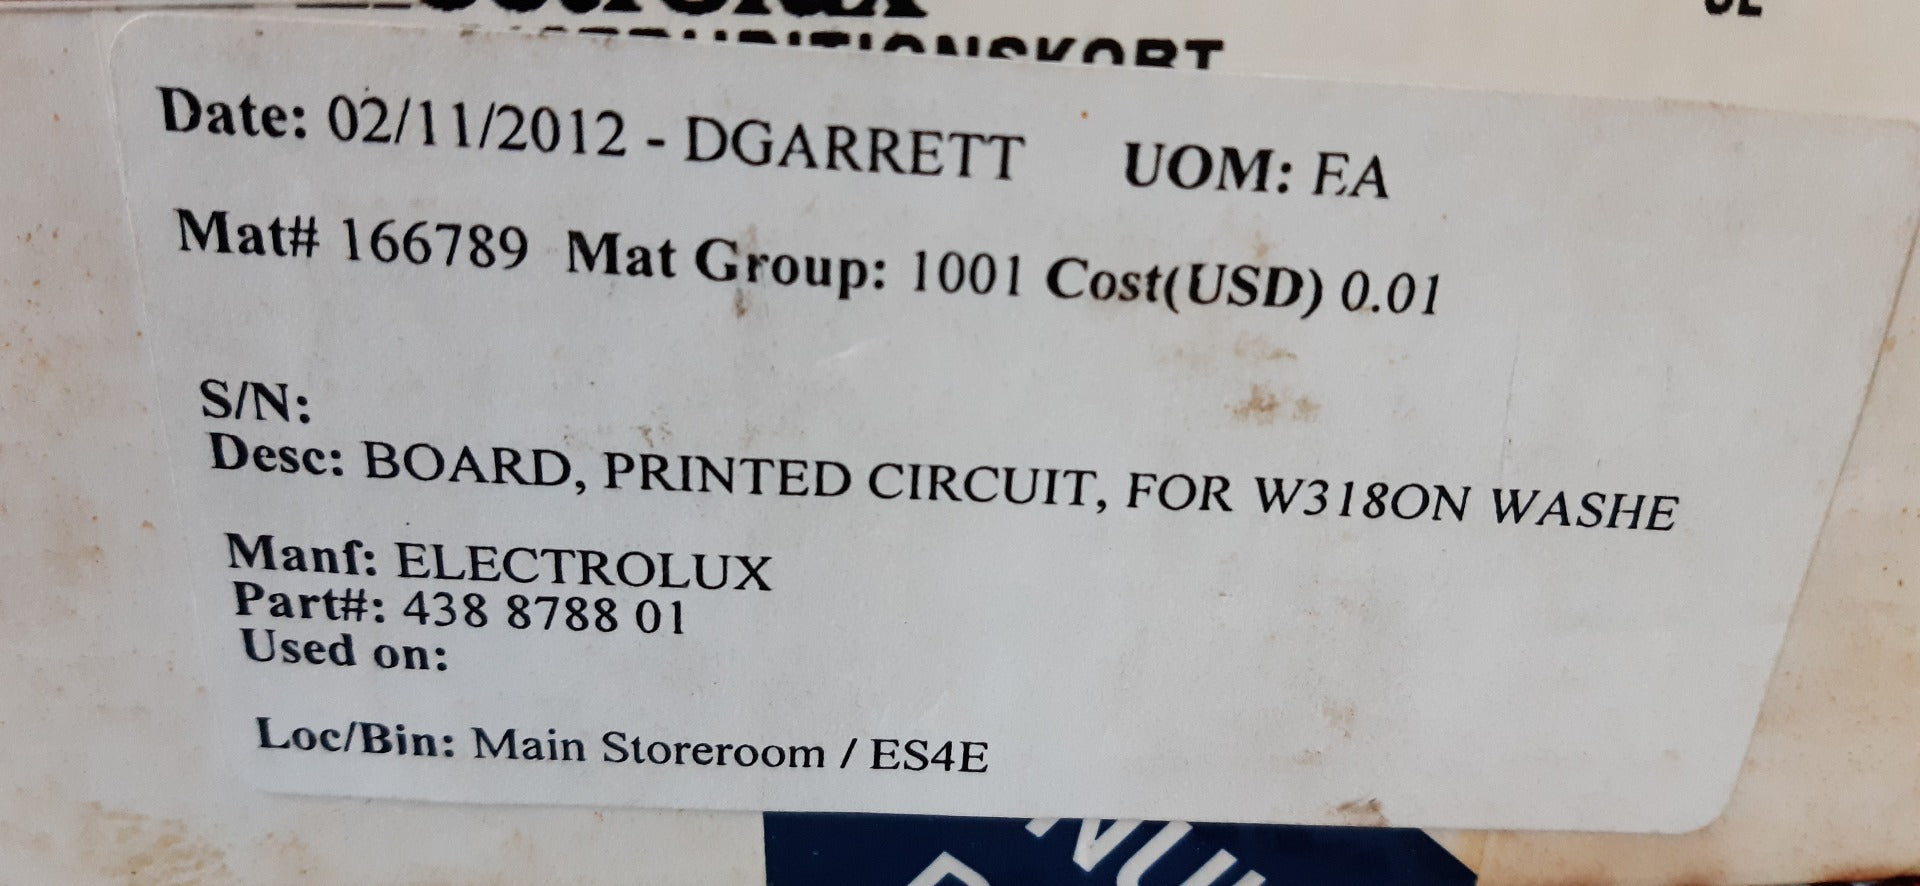 Date: 02/11/2012 - DGARRETT UOM: EA
Mat# 166789 Mat Group: 1001 Cost(USD) 0.01
S/N:
Desc: BOARD, PRINTED CIRCUIT, FOR W318ON WASHE
Manf: ELECTROLUX
Part#: 438 8788 01
Used on:
Loc/Bin: Main Storeroom / ES4E